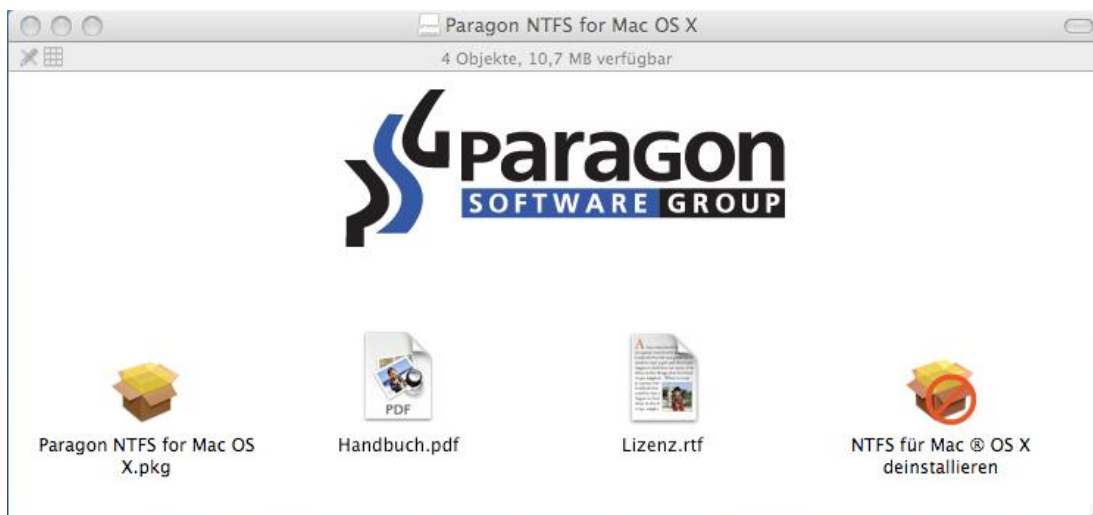 Paragon NTFS for Mac OS X
4 Objekte, 10,7 MB verfügbar
Paragon
SOFTWARE GROUP
PDF
Paragon NTFS for Mac OS
X.pkg
Handbuch.pdf
Lizenz.rtf
NTFS für Mac ® OS X
deinstallieren